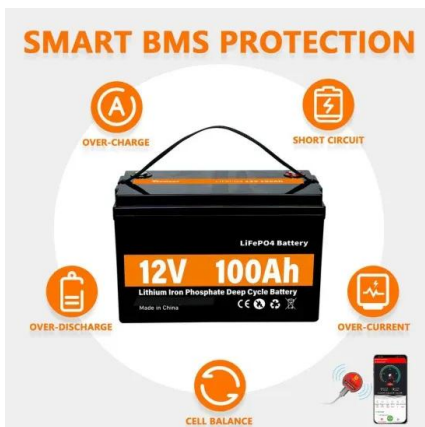 SMART BMS PROTECTION
A
OVER-CHARGE
SHORT CIRCUIT
LiFePO4 Battery
12V 100Ah
Lithium Iron Phosphate Deep Cycle Battery
Made in China
CE
OVER-DISCHARGE
OVER-CURRENT
CELL BALANCE